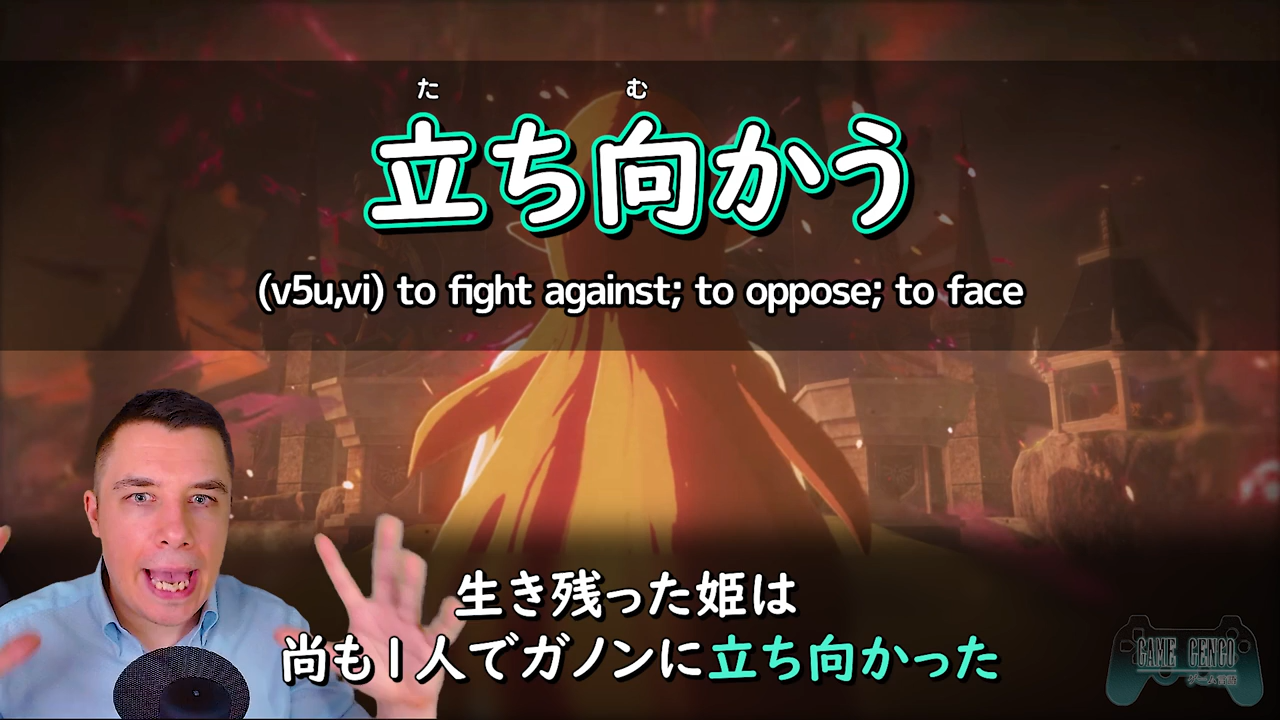 た む
立ち向かう
(v5u,vi) to fight against; to oppose; to face
生き残った姫は
尚も1人でガノンに立ち向かった
GAME GENGO
ゲーム言語